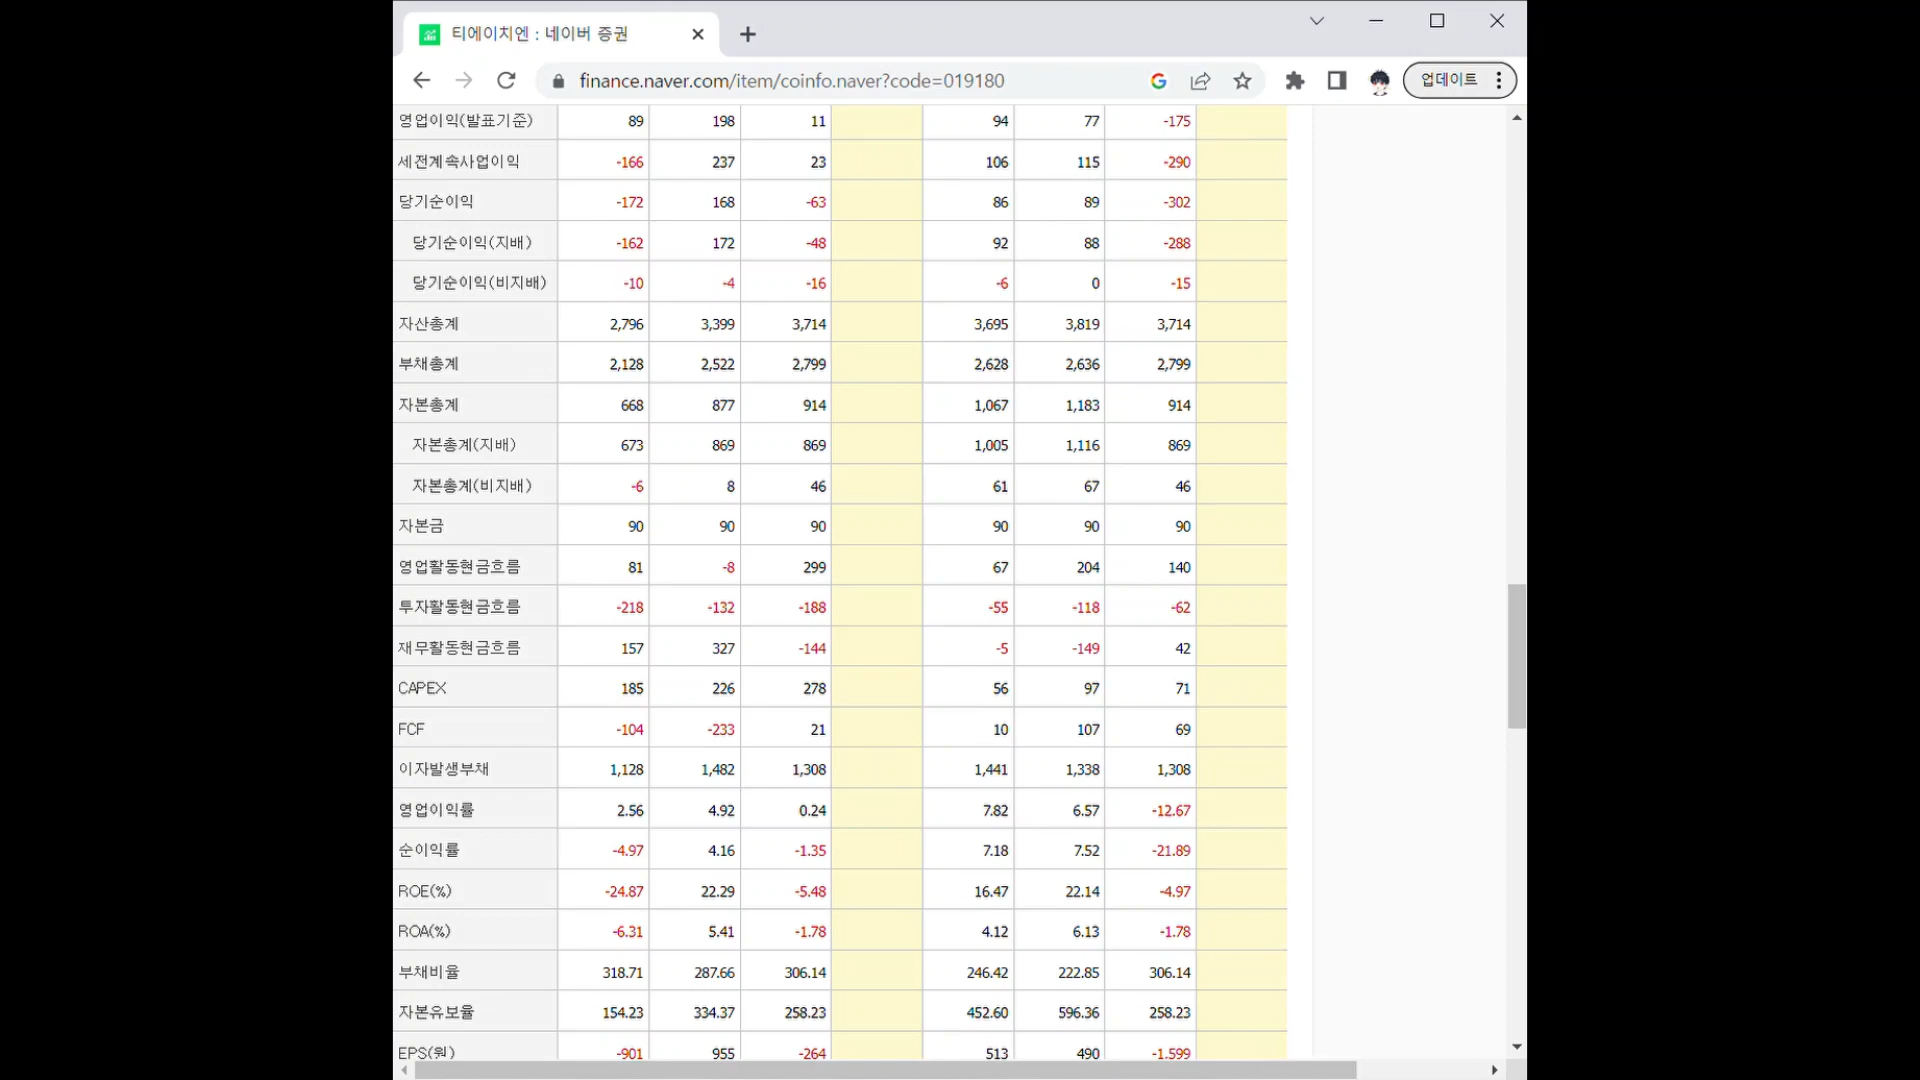 티에이치엔 : 네이버 증권
finance.naver.com/item/coinfo.naver?code=019180
업데이트
영업이익(발표기준) 89 198 11 94 77 -175
세전계속사업이익 -166 237 23 106 115 -290
당기순이익 -172 168 -63 86 89 -302
당기순이익(지배) -162 172 -48 92 88 -288
당기순이익(비지배) -10 -4 -16 -6 0 -15
자산총계 2,796 3,399 3,714 3,695 3,819 3,714
부채총계 2,128 2,522 2,799 2,628 2,636 2,799
자본총계 668 877 914 1,067 1,183 914
자본총계(지배) 673 869 869 1,005 1,116 869
자본총계(비지배) -6 8 46 61 67 46
자본금 90 90 90 90 90 90
영업활동현금흐름 81 -8 299 67 204 140
투자활동현금흐름 -218 -132 -188 -55 -118 -62
재무활동현금흐름 157 327 -144 -5 -149 42
CAPEX 185 226 278 56 97 71
FCF -104 -233 21 10 107 69
이자발생부채 1,128 1,482 1,308 1,441 1,338 1,308
영업이익률 2.56 4.92 0.24 7.82 6.57 -12.67
순이익률 -4.97 4.16 -1.35 7.18 7.52 -21.89
ROE(%) -24.87 22.29 -5.48 16.47 22.14 -4.97
ROA(%) -6.31 5.41 -1.78 4.12 6.13 -1.78
부채비율 318.71 287.66 306.14 246.42 222.85 306.14
자본유보율 154.23 334.37 258.23 452.60 596.36 258.23
EPS(원) -901 955 -264 513 490 -1,599